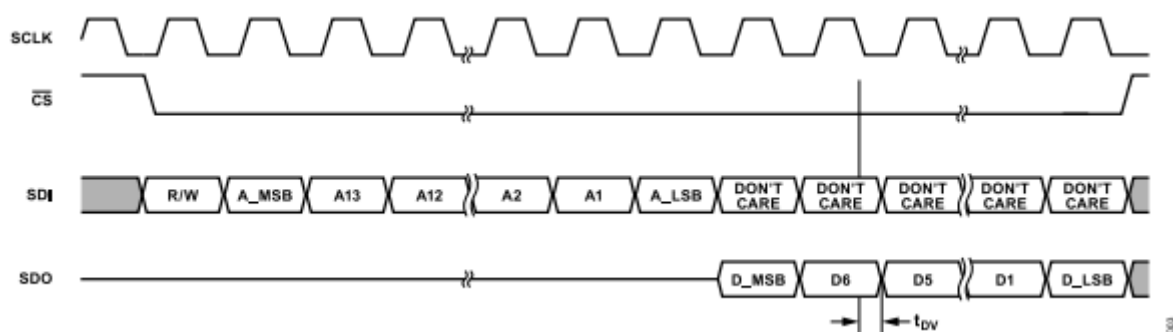 SCLK
CS
SDI R/W A_MSB A13 A12 A2 A1 A_LSB DON'T CARE DON'T CARE DON'T CARE DON'T CARE DON'T CARE
SDO D_MSB D6 D5 D1 D_LSB
tDV